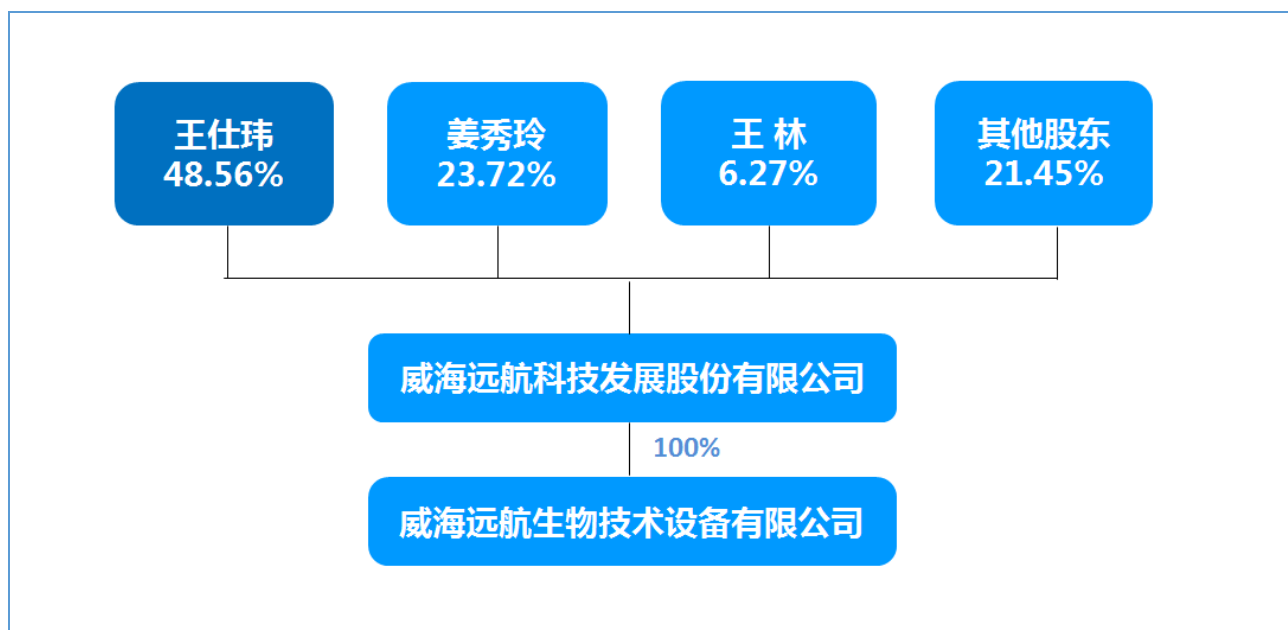 王仕玮
48.56%
姜秀玲
23.72%
王 林
6.27%
其他股东
21.45%
威海远航科技发展股份有限公司
100%
威海远航生物技术设备有限公司